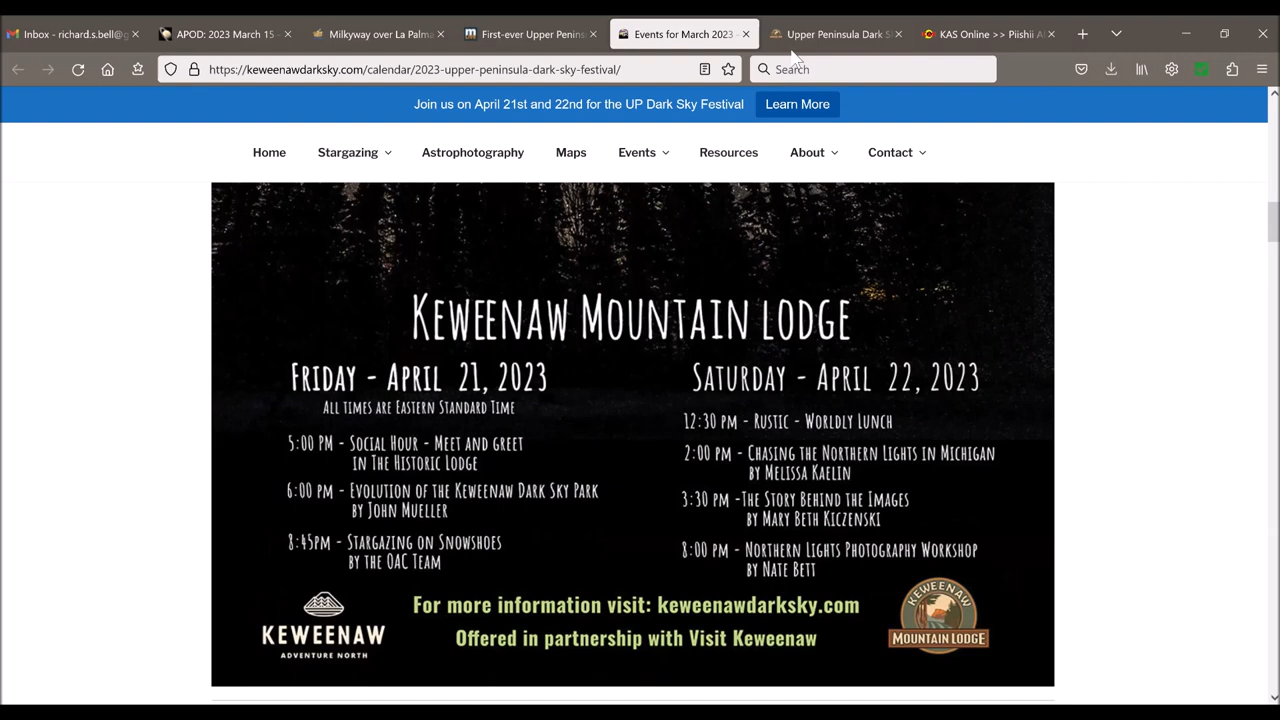 Inbox - richard.s.bell@g
APOD: 2023 March 15 -
Milkyway over La Palma
First-ever Upper Penins
Events for March 2023 -
Upper Peninsula Dark Sk
KAS Online >> Piishii Al
https://keweenawdarksky.com/calendar/2023-upper-peninsula-dark-sky-festival/
Search
Join us on April 21st and 22nd for the UP Dark Sky Festival Learn More
Home Stargazing Astrophotography Maps Events Resources About Contact
Keweenaw Mountain Lodge
Friday - April 21, 2023
All times are Eastern Standard Time
5:00 PM - Social Hour - Meet and greet
in The Historic Lodge
6:00 pm - Evolution of the Keweenaw Dark Sky Park
by John Mueller
8:45pm - Stargazing on Snowshoes
by the OAC Team
Saturday - April 22, 2023
12:30 pm - Rustic - Worldly Lunch
2:00 pm - Chasing the Northern Lights in Michigan
by Melissa Kaelin
3:30 pm -The Story Behind the Images
by Mary Beth Kiczenski
8:00 pm - Northern Lights Photography Workshop
by Nate Bett
For more information visit: keweenawdarksky.com
Offered in partnership with Visit Keweenaw
KEWEENAW
ADVENTURE NORTH
KEWEENAW
MOUNTAIN LODGE